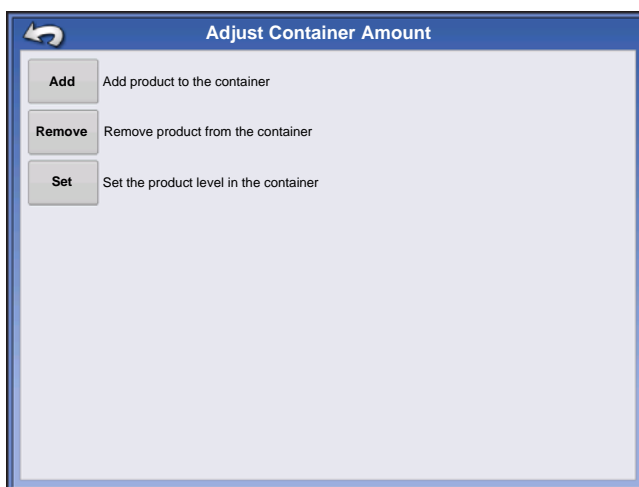 Adjust Container Amount
Add Add product to the container
Remove Remove product from the container
Set Set the product level in the container